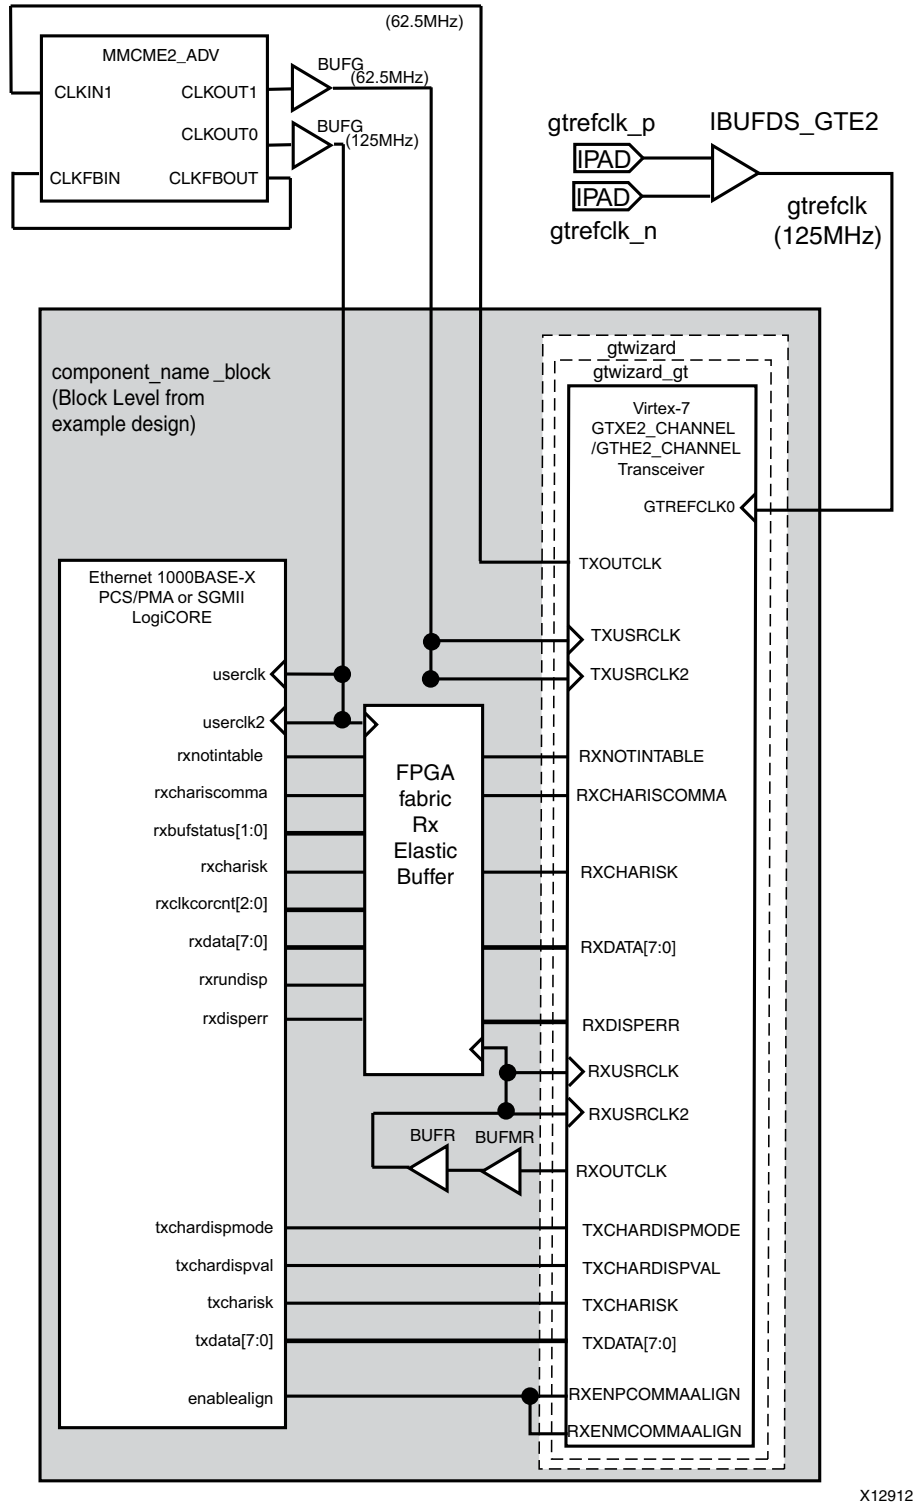 (62.5MHz)
MMCME2_ADV
CLKIN1
CLKOUT1
BUFG
(62.5MHz)
CLKOUT0
BUFG
(125MHz)
CLKFBIN
CLKFBOUT
gtrefclk_p
IBUFDS_GTE2
IPAD
IPAD
gtrefclk_n
gtrefclk
(125MHz)
component_name _block
(Block Level from
example design)
gtwizard
gtwizard_gt
Virtex-7
GTXE2_CHANNEL
/GTHE2_CHANNEL
Transceiver
GTREFCLK0
TXOUTCLK
TXUSRCLK
TXUSRCLK2
Ethernet 1000BASE-X
PCS/PMA or SGMII
LogiCORE
userclk
userclk2
rxnotintable
rxchariscomma
rxbufstatus[1:0]
rxcharisk
rxclkcorcnt[2:0]
rxdata[7:0]
rxrundisp
rxdisperr
FPGA
fabric
Rx
Elastic
Buffer
RXNOTINTABLE
RXCHARISCOMMA
RXCHARISK
RXDATA[7:0]
RXDISPERR
RXUSRCLK
RXUSRCLK2
BUFR
BUFMR
RXOUTCLK
txchardispmode
txchardispval
txcharisk
txdata[7:0]
enablealign
TXCHARDISPMODE
TXCHARDISPVAL
TXCHARISK
TXDATA[7:0]
RXENPCOMMAALIGN
RXENMCOMMAALIGN
X12912